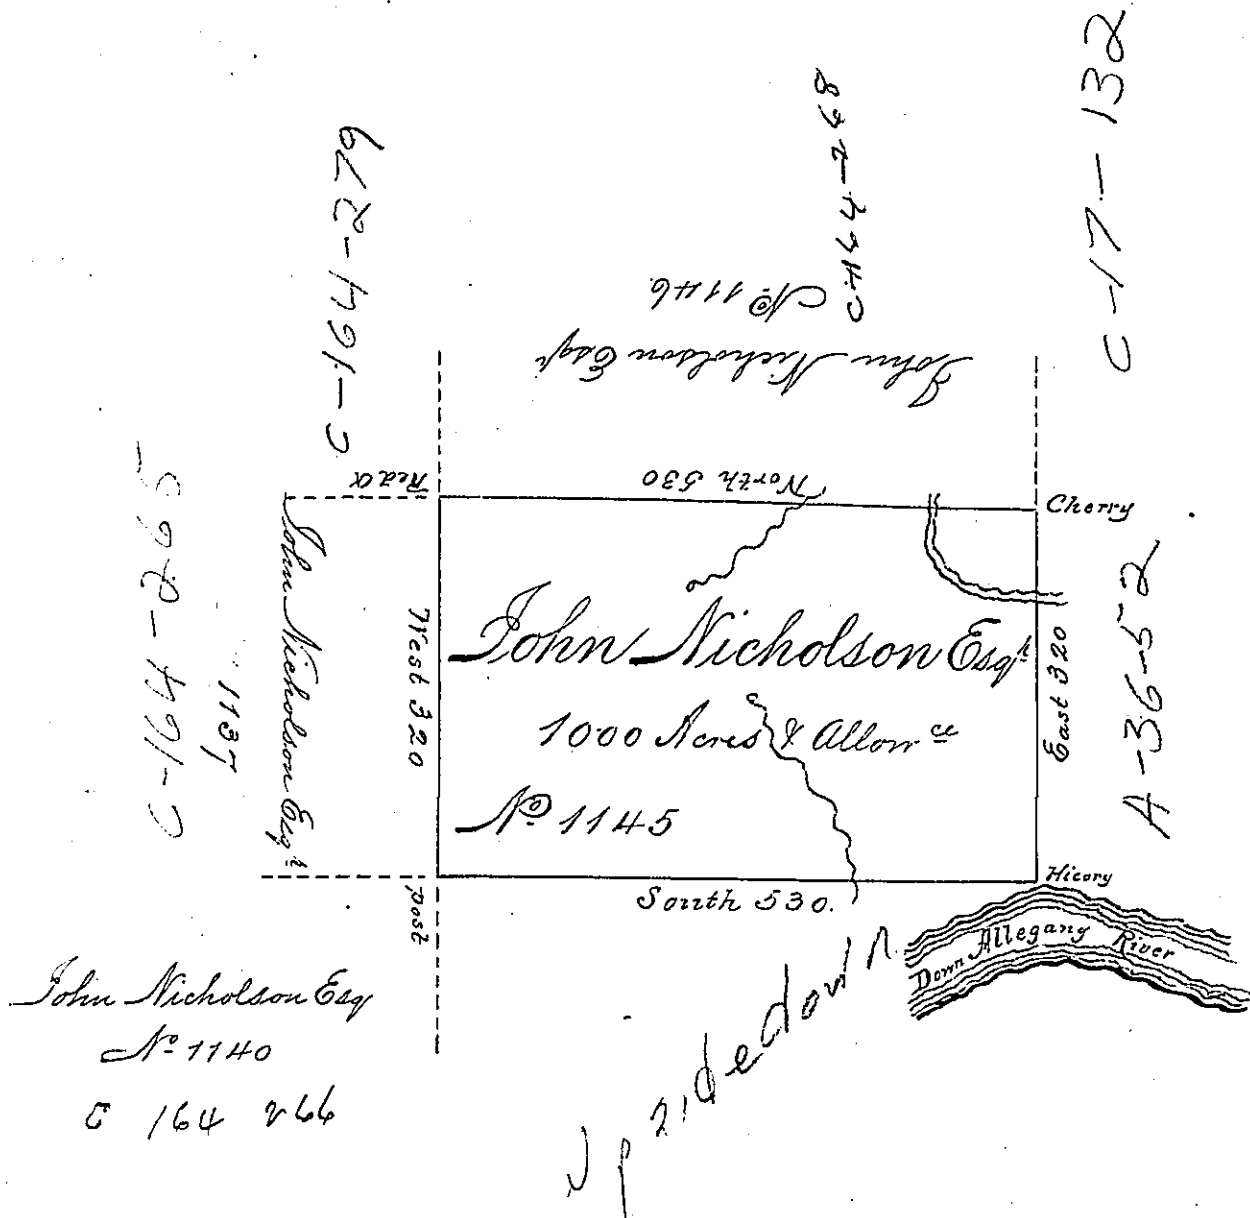 C-17-132
C-164-268
C-164-279
No 1146
John Nicholson Esqr
Red O
North 530
Cherry
C-164-265
1137
John Nicholson Esqr
West 320
John Nicholson Esqr
1000 Acres & Allowce
No 1145
East 320
A-36-52
post
South 530.
Hicory
Down Allegany River
John Nicholson Esq
No 1140
C 164 266
Upsidedown